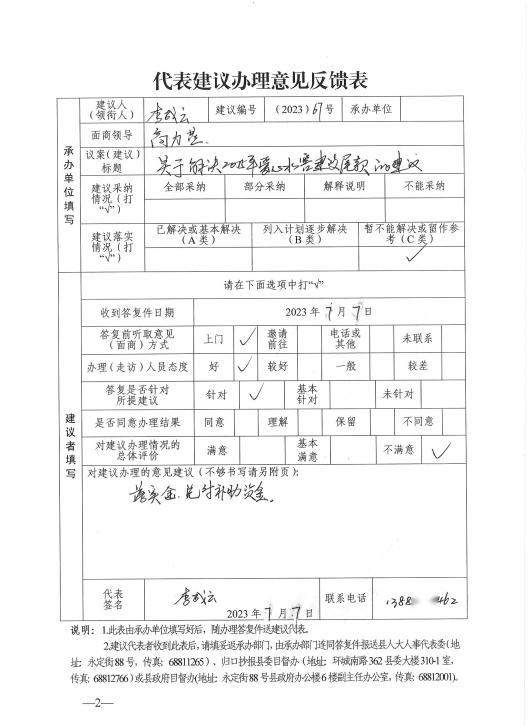 代表建议办理意见反馈表
承办单位填写
建议人（领衔人） 李成云 建议编号 （2023）67号 承办单位
面商领导 高力
议案（建议）标题 关于解决2015年爱心水窖建设尾款的建议
建议采纳情况（打“√”） 全部采纳 部分采纳 解释说明 不能采纳
建议落实情况（打“√”） 已解决或基本解决（A类） 列入计划逐步解决（B类） 暂不能解决或留作参考（C类） √
建议者填写
请在下面选项中打“√”
收到答复件日期 2023年7月7日
答复前听取意见（面商）方式 上门 √ 邀请前往 电话或其他 未联系
办理（走访）人员态度 好 √ 较好 一般 较差
答复是否针对所提建议 针对 √ 基本针对 未针对
是否同意办理结果 同意 理解 保留 不同意
对建议办理情况的总体评价 满意 基本满意 不满意 √
对建议办理的意见建议（不够书写请另附页）：
落实资金，兑付补助资金。
代表签名 李成云 联系电话 1388 462
2023年7月7日
说明：1.此表由承办单位填写好后，随办理答复件送建议代表。
2.建议代表者收到此表后，请填妥返承办部门，由承办部门连同答复件报送县人大人事代表委（地
址：永定街88号，传真：68811265）、归口抄报县委目督办（地址：环城南路362县委大楼310-1室，
传真：68812766）或县政府目督办(地址：永定街88号县政府办公楼6楼副主任办公室，传真：68812001)。
—2—